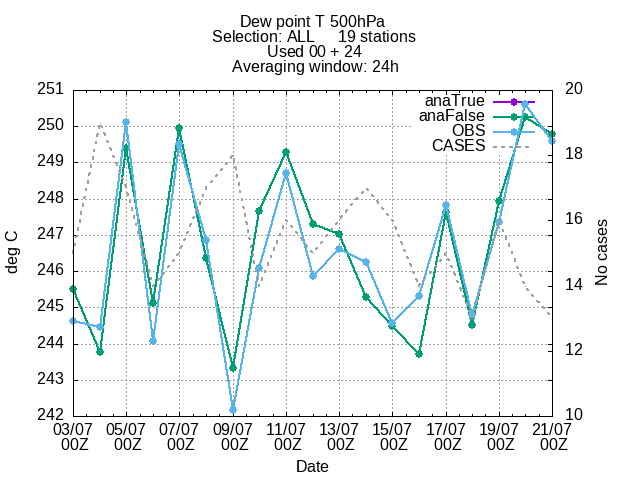 Dew point T 500hPa
Selection: ALL     19 stations
Used 00 + 24
Averaging window: 24h
251
250
249
248
247
246
245
244
243
242
deg C
20
18
16
14
12
10
No cases
anaTrue
anaFalse
OBS
CASES
03/07 05/07 07/07 09/07 11/07 13/07 15/07 17/07 19/07 21/07
00Z 00Z 00Z 00Z 00Z 00Z 00Z 00Z 00Z 00Z
Date